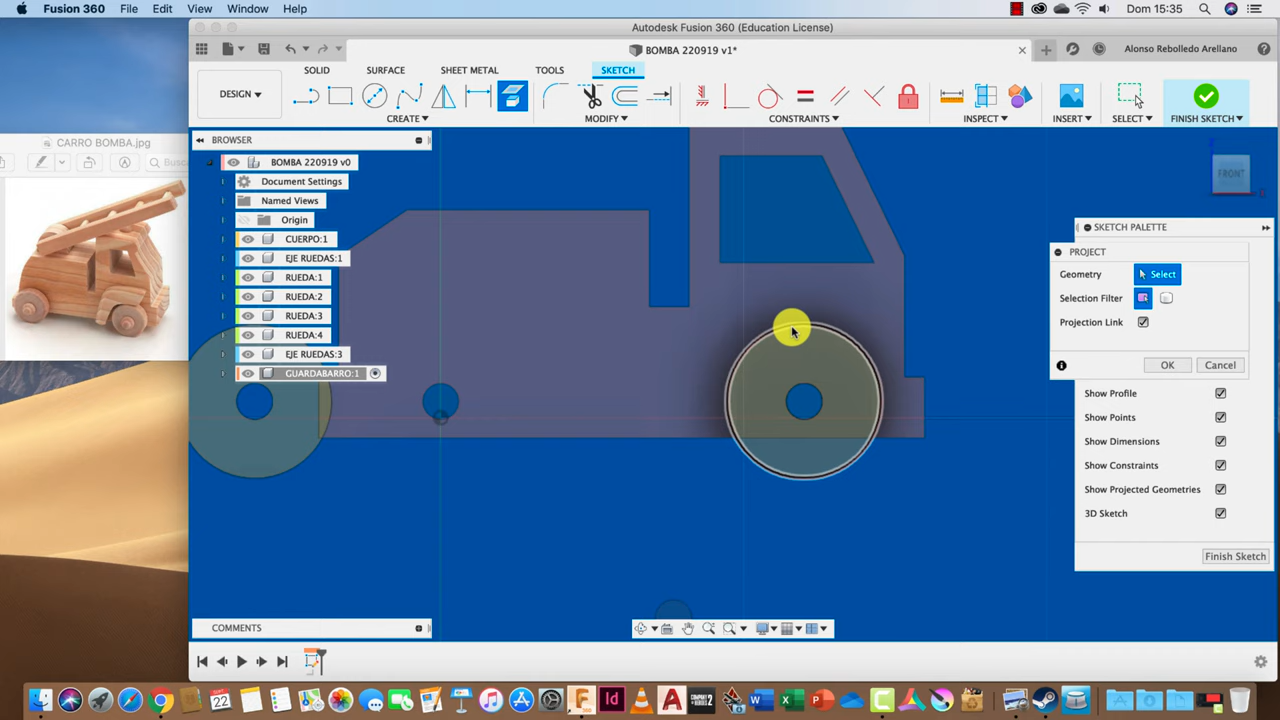 Fusion 360 File Edit View Window Help Dom 15:35
Autodesk Fusion 360 (Education License)
BOMBA 220919 v1* Alonso Rebolledo Arellano
SOLID SURFACE SHEET METAL TOOLS SKETCH
DESIGN
CREATE MODIFY CONSTRAINTS INSPECT INSERT SELECT FINISH SKETCH
CARRO BOMBA.jpg
BROWSER
BOMBA 220919 v0
Document Settings
Named Views
Origin
CUERPO:1
EJE RUEDAS:1
RUEDA:1
RUEDA:2
RUEDA:3
RUEDA:4
EJE RUEDAS:3
GUARDABARRO:1
FRONT
SKETCH PALETTE
PROJECT
Geometry Select
Selection Filter
Projection Link
OK Cancel
Show Profile
Show Points
Show Dimensions
Show Constraints
Show Projected Geometries
3D Sketch
Finish Sketch
COMMENTS